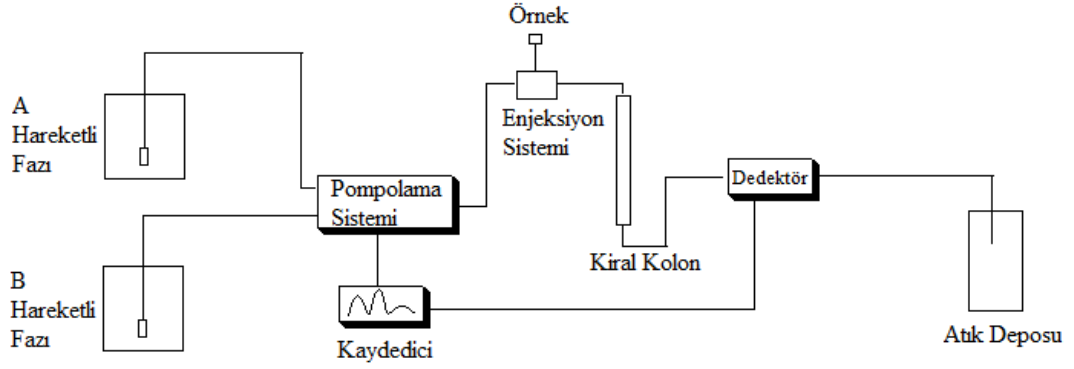 Örnek
A
Hareketli
Fazı
Enjeksiyon
Sistemi
Pompolama
Sistemi
Dedektör
Kiral Kolon
B
Hareketli
Fazı
Kaydedici
Atık Deposu